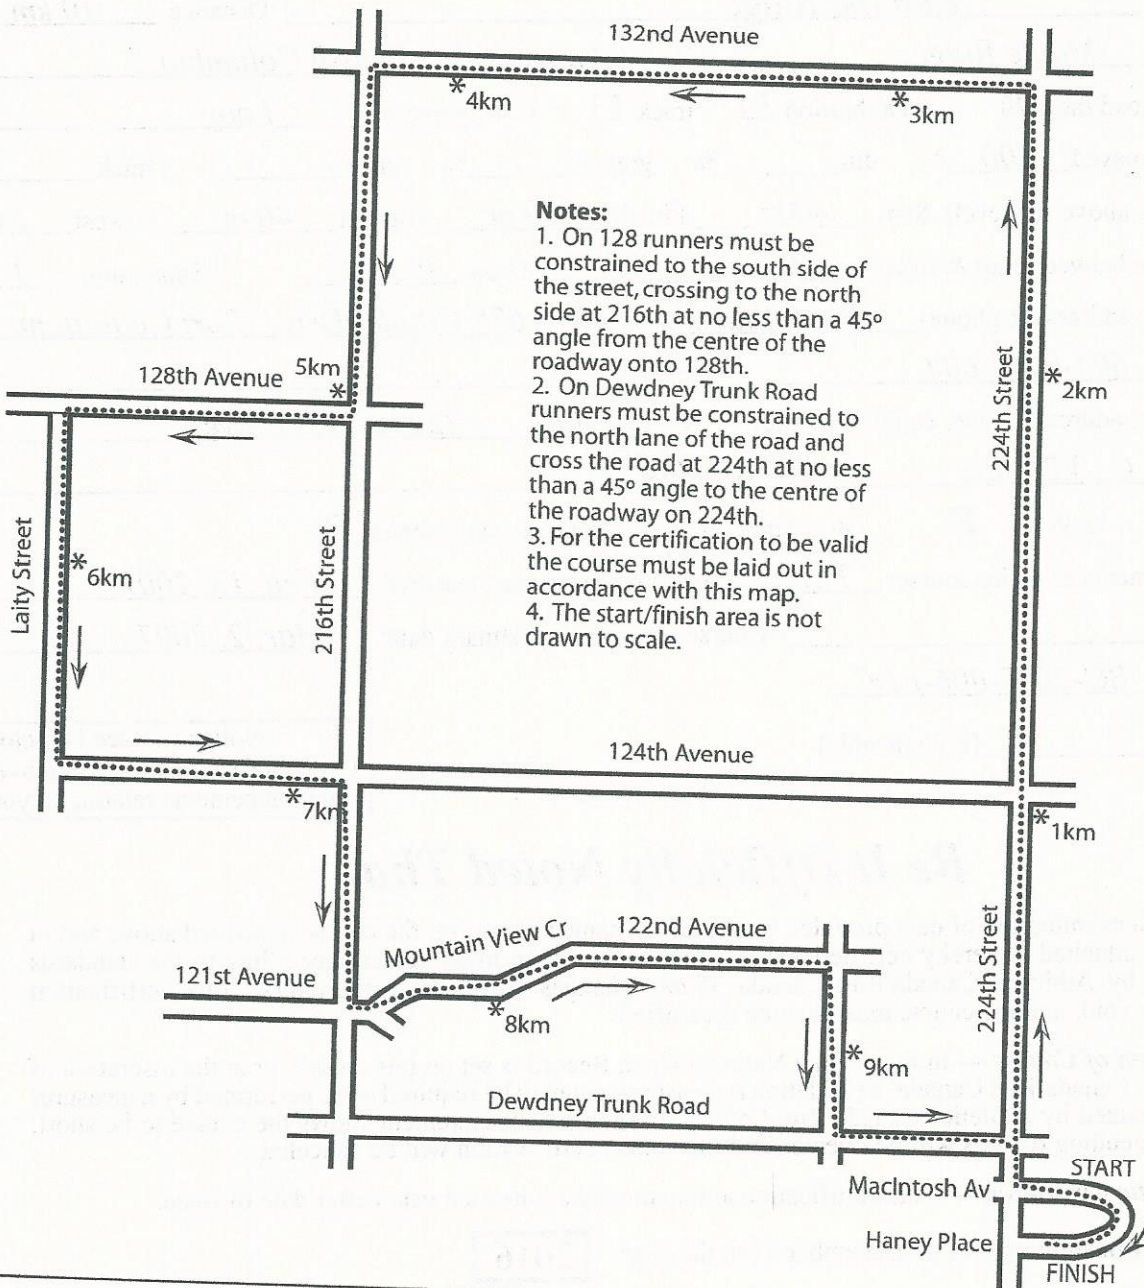 132nd Avenue
*4km
*3km
Notes:
1. On 128 runners must be
constrained to the south side of
the street, crossing to the north
side at 216th at no less than a 45º
angle from the centre of the
roadway onto 128th.
2. On Dewdney Trunk Road
runners must be constrained to
the north lane of the road and
cross the road at 224th at no less
than a 45º angle to the centre of
the roadway on 224th.
3. For the certification to be valid
the course must be laid out in
accordance with this map.
4. The start/finish area is not
drawn to scale.
224th Street
*2km
128th Avenue
5km
*
Laity Street
*6km
216th Street
124th Avenue
*7km
*1km
Mountain View Cr
122nd Avenue
121st Avenue
224th Street
*8km
*9km
Dewdney Trunk Road
START
MacIntosh Av
Haney Place
FINISH